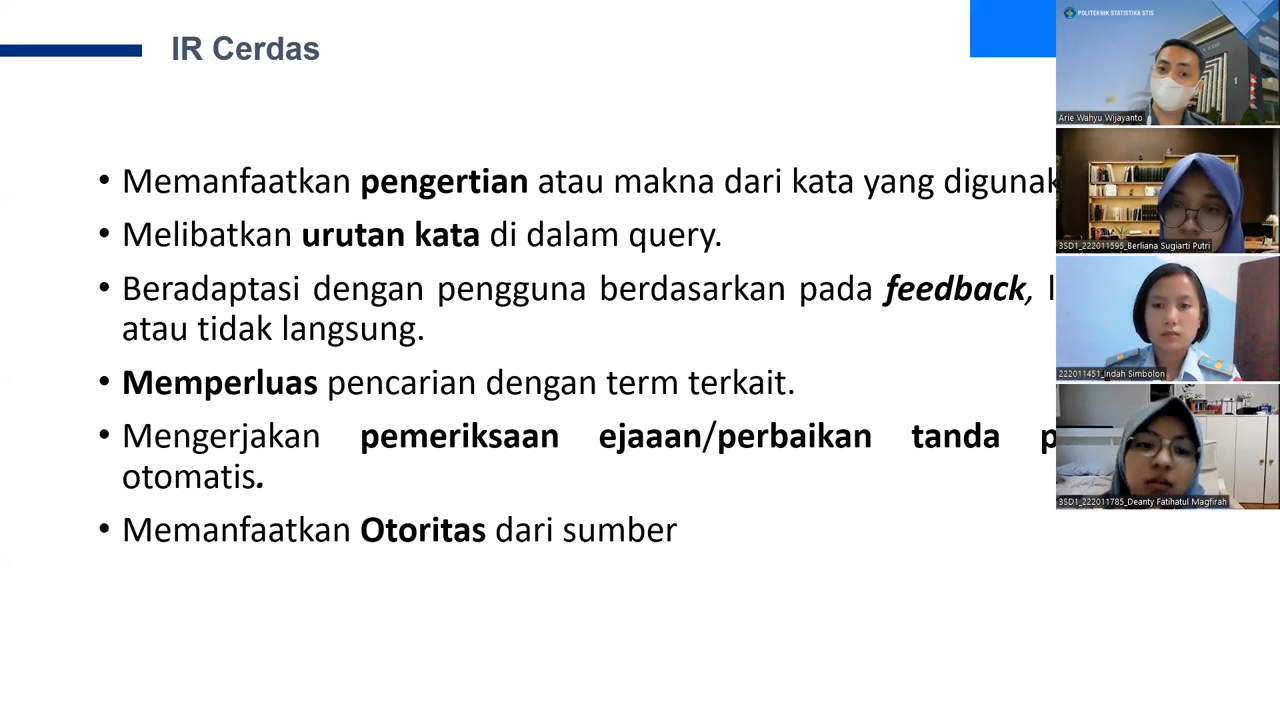 IR Cerdas
• Memanfaatkan pengertian atau makna dari kata yang
• Melibatkan urutan kata di dalam query.
• Beradaptasi dengan pengguna berdasarkan pada feedback,
atau tidak langsung.
• Memperluas pencarian dengan term terkait.
• Mengerjakan pemeriksaan ejaaan/perbaikan tanda
otomatis.
• Memanfaatkan Otoritas dari sumber
POLITEKNIK STATISTIKA STIS
Arie Wahyu Wijayanto
3SD1_222011595_Berliana Sugiarti Putri
222011451_Indah Simbolon
3SD1_222011785_Deanty Fatihatul Magfirah